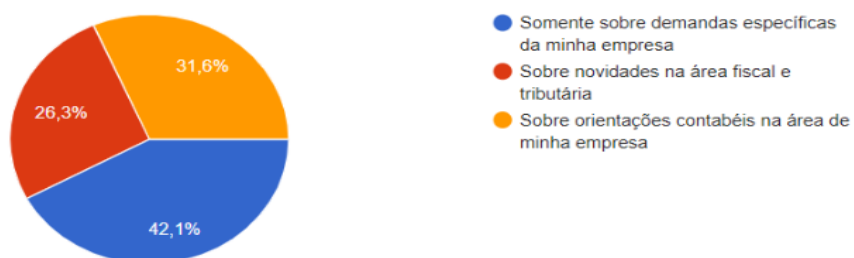 31,6%
26,3%
42,1%
Somente sobre demandas específicas
da minha empresa
Sobre novidades na área fiscal e
tributária
Sobre orientações contabéis na área de
minha empresa